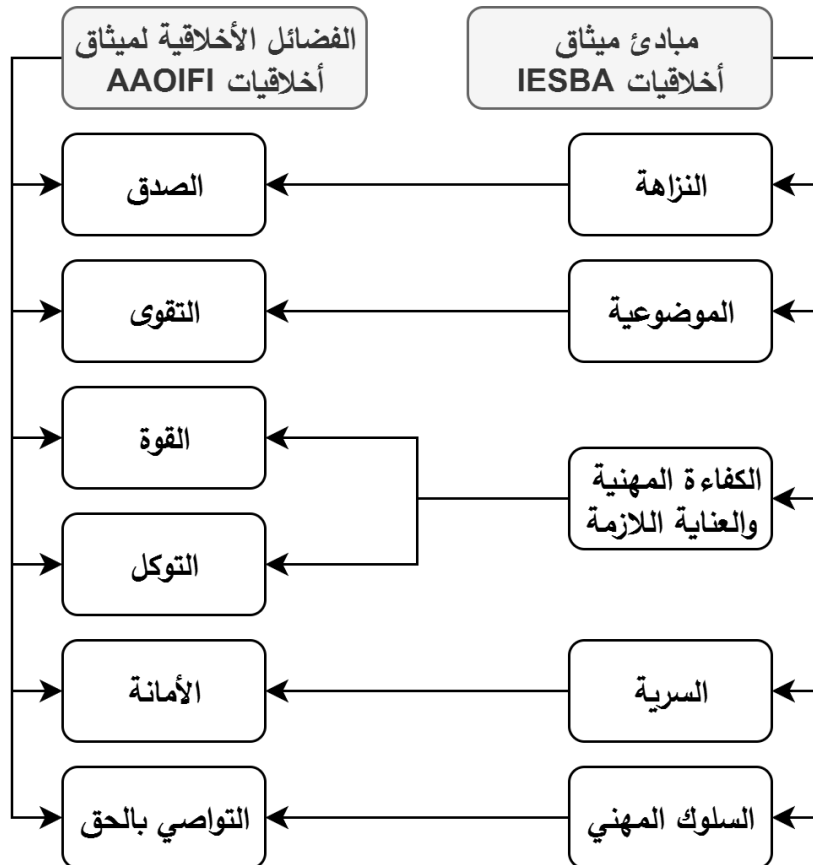 مبادئ ميثاق
أخلاقيات IESBA
الفضائل الأخلاقية لميثاق
أخلاقيات AAOIFI
النزاهة
الصدق
الموضوعية
التقوى
القوة
الكفاءة المهنية
والعناية اللازمة
التوكل
السرية
الأمانة
السلوك المهني
التواصي بالحق